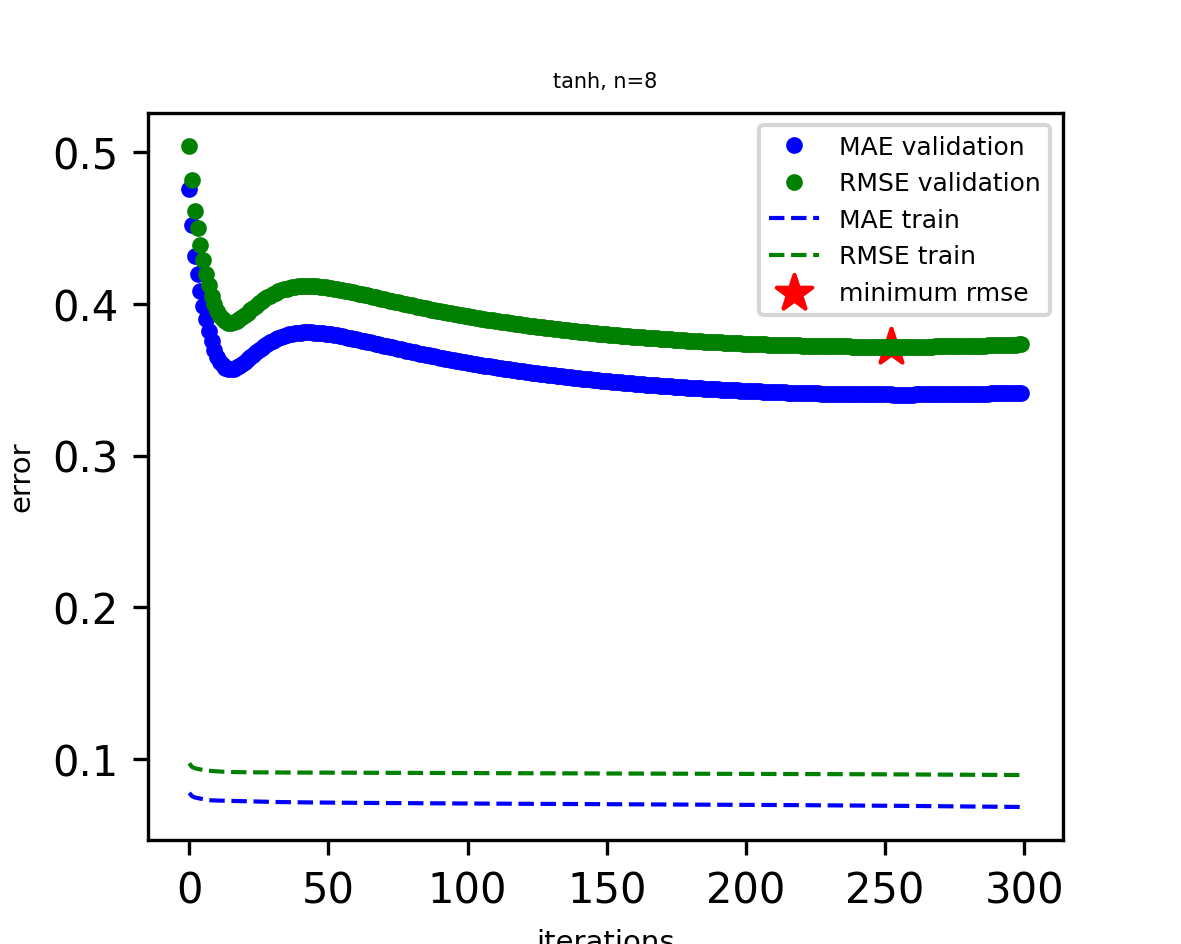 tanh, n=8
0.5
0.4
0.3
0.2
0.1
error
MAE validation
RMSE validation
MAE train
RMSE train
minimum rmse
0 50 100 150 200 250 300
iterations